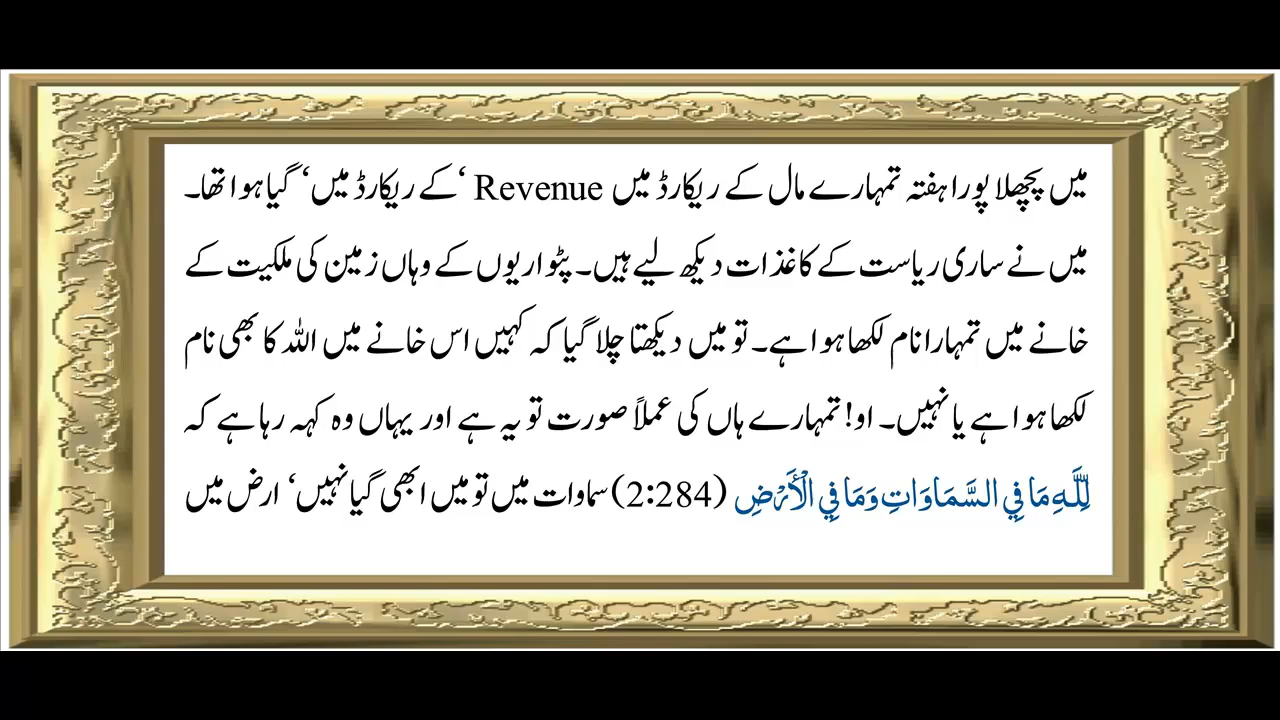 میں پچھلا پورا ہفتہ تمہارے مال کے ریکارڈ میں Revenue ‘کے ریکارڈ میں‘ گیا ہوا تھا۔
میں نے ساری ریاست کے کاغذات دیکھ لیے ہیں۔ پٹواریوں کے وہاں زمین کی ملکیت کے
خانے میں تمہارا نام لکھا ہوا ہے۔ تو میں دیکھتا چلا گیا کہ کہیں اس خانے میں اللہ کا بھی نام
لکھا ہوا ہے یا نہیں۔ او! تمہارے ہاں کی عملاً صورت تو یہ ہے اور یہاں وہ کہہ رہا ہے کہ
لِلَّهِ مَا فِي السَّمَاوَاتِ وَمَا فِي الْأَرْضِ (2:284) سماوات میں تو میں ابھی گیا نہیں‘ ارض میں